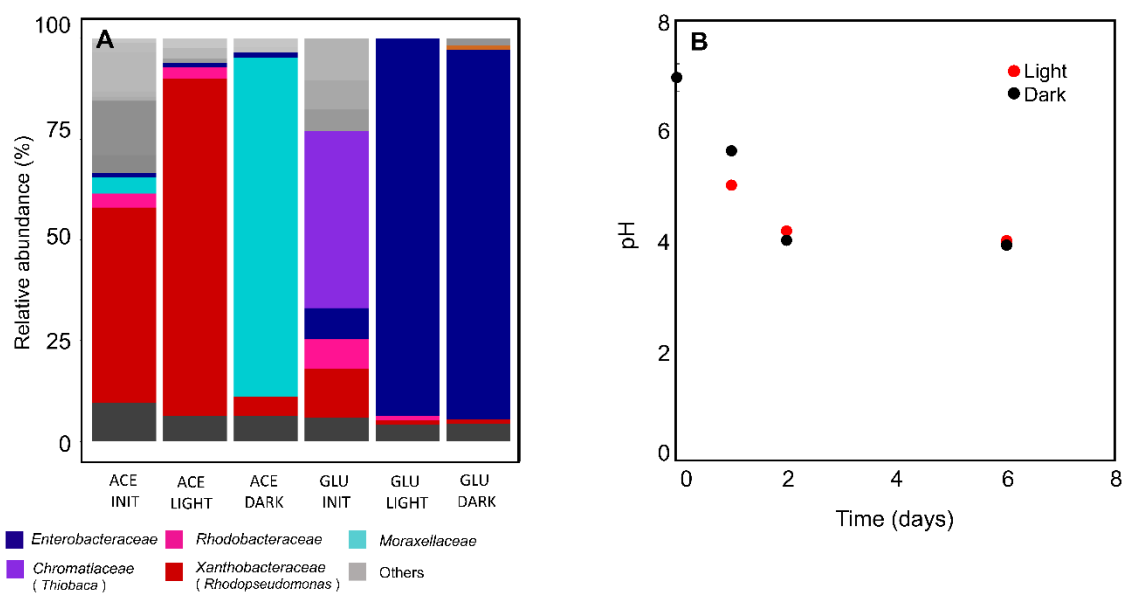 A
100
75
50
25
0
Relative abundance (%)
ACE
INIT
ACE
LIGHT
ACE
DARK
GLU
INIT
GLU
LIGHT
GLU
DARK
Enterobacteraceae
Rhodobacteraceae
Moraxellaceae
Chromatiaceae
( Thiobaca )
Xanthobacteraceae
( Rhodopseudomonas )
Others
B
8
6
4
2
0
pH
Light
Dark
0 2 4 6 8
Time (days)